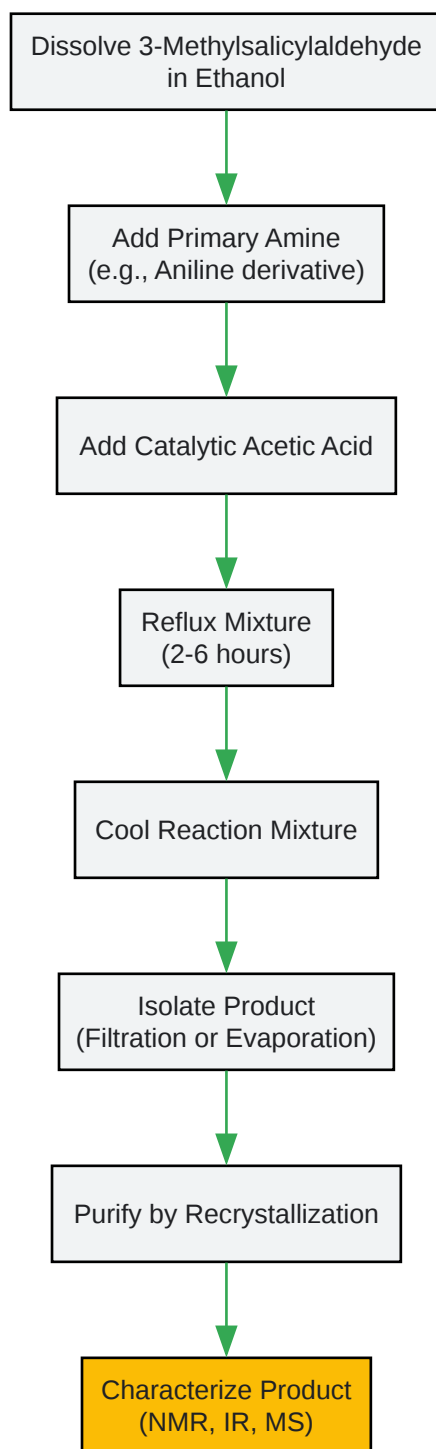 Dissolve 3-Methylsalicylaldehyde
in Ethanol
Add Primary Amine
(e.g., Aniline derivative)
Add Catalytic Acetic Acid
Reflux Mixture
(2-6 hours)
Cool Reaction Mixture
Isolate Product
(Filtration or Evaporation)
Purify by Recrystallization
Characterize Product
(NMR, IR, MS)